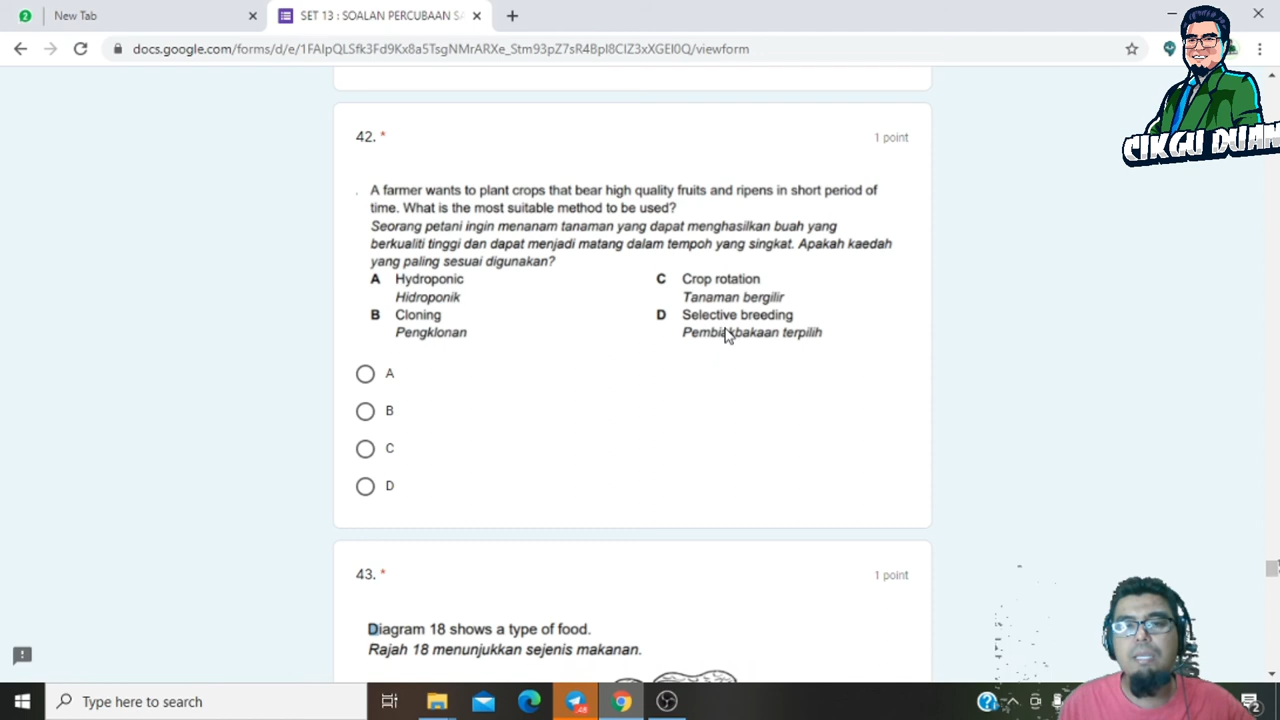 New Tab
SET 13 : SOALAN PERCUBAAN SA
docs.google.com/forms/d/e/1FAIpQLSfk3Fd9Kx8a5TsgNMrARXe_Stm93pZ7sR4Bpl8CIZ3xXGEl0Q/viewform
CIKGU DUAN
42. *
1 point
A farmer wants to plant crops that bear high quality fruits and ripens in short period of
time. What is the most suitable method to be used?
Seorang petani ingin menanam tanaman yang dapat menghasilkan buah yang
berkualiti tinggi dan dapat menjadi matang dalam tempoh yang singkat. Apakah kaedah
yang paling sesuai digunakan?
A Hydroponic
Hidroponik
B Cloning
Pengklonan
C Crop rotation
Tanaman bergilir
D Selective breeding
Pembiakbakaan terpilih
A
B
C
D
43. *
1 point
Diagram 18 shows a type of food.
Rajah 18 menunjukkan sejenis makanan.
Type here to search